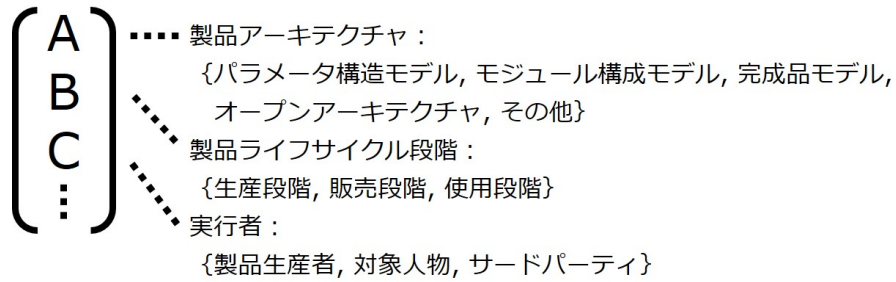 A
B
C
⋮
製品アーキテクチャ：
{パラメータ構造モデル, モジュール構成モデル, 完成品モデル,
オープンアーキテクチャ, その他}
製品ライフサイクル段階：
{生産段階, 販売段階, 使用段階}
実行者：
{製品生産者, 対象人物, サードパーティ}